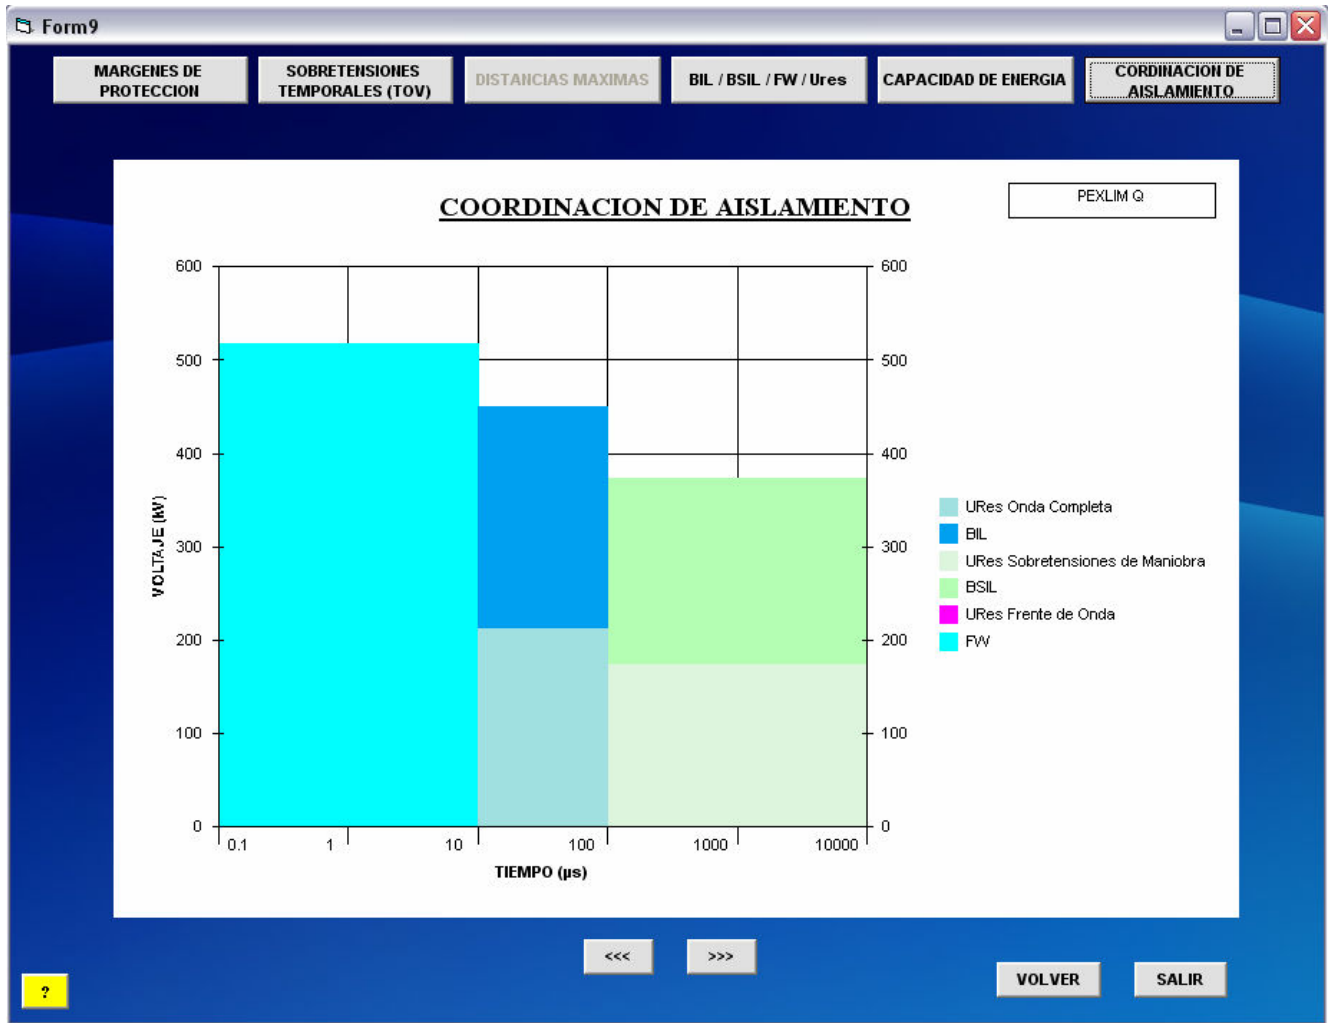 Form9
MARGENES DE
PROTECCION
SOBRETENSIONES
TEMPORALES (TOV)
DISTANCIAS MAXIMAS
BIL / BSIL / FW / Ures
CAPACIDAD DE ENERGIA
CORDINACION DE
AISLAMIENTO
COORDINACION DE AISLAMIENTO
PEXLIM Q
600
500
400
300
200
100
0
VOLTAJE (kV)
600
500
400
300
200
100
0
0.1 1 10 100 1000 10000
TIEMPO (µs)
URes Onda Completa
BIL
URes Sobretensiones de Maniobra
BSIL
URes Frente de Onda
FW
<<< >>>
? VOLVER SALIR